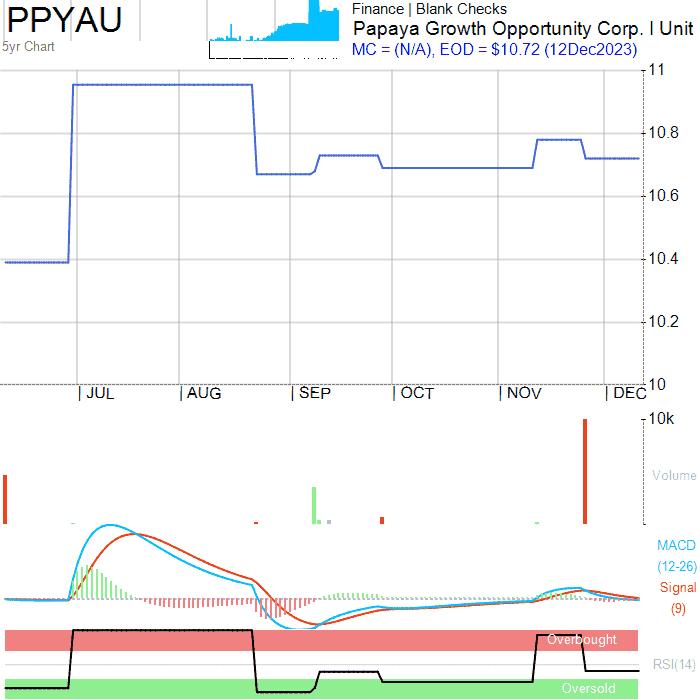 PPYAU
Finance | Blank Checks
Papaya Growth Opportunity Corp. I Unit
5yr Chart
MC = (N/A), EOD = $10.72 (12Dec2023)
11
10.8
10.6
10.4
10.2
10
| JUL | AUG | SEP | OCT | NOV | DEC
10k
Volume
MACD
(12-26)
Signal
(9)
Overbought
RSI(14)
Oversold